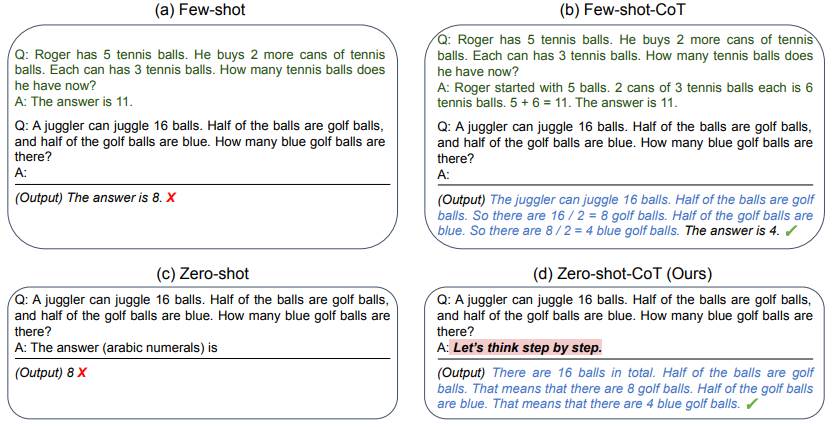 (a) Few-shot
Q: Roger has 5 tennis balls. He buys 2 more cans of tennis
balls. Each can has 3 tennis balls. How many tennis balls does
he have now?
A: The answer is 11.
Q: A juggler can juggle 16 balls. Half of the balls are golf balls,
and half of the golf balls are blue. How many blue golf balls are
there?
A:
(Output) The answer is 8. X
(b) Few-shot-CoT
Q: Roger has 5 tennis balls. He buys 2 more cans of tennis
balls. Each can has 3 tennis balls. How many tennis balls does
he have now?
A: Roger started with 5 balls. 2 cans of 3 tennis balls each is 6
tennis balls. 5 + 6 = 11. The answer is 11.
Q: A juggler can juggle 16 balls. Half of the balls are golf balls,
and half of the golf balls are blue. How many blue golf balls are
there?
A:
(Output) The juggler can juggle 16 balls. Half of the balls are golf
balls. So there are 16 / 2 = 8 golf balls. Half of the golf balls are
blue. So there are 8 / 2 = 4 blue golf balls. The answer is 4. ✓
(c) Zero-shot
Q: A juggler can juggle 16 balls. Half of the balls are golf balls,
and half of the golf balls are blue. How many blue golf balls are
there?
A: The answer (arabic numerals) is
(Output) 8 X
(d) Zero-shot-CoT (Ours)
Q: A juggler can juggle 16 balls. Half of the balls are golf balls,
and half of the golf balls are blue. How many blue golf balls are
there?
A: Let's think step by step.
(Output) There are 16 balls in total. Half of the balls are golf
balls. That means that there are 8 golf balls. Half of the golf balls
are blue. That means that there are 4 blue golf balls. ✓